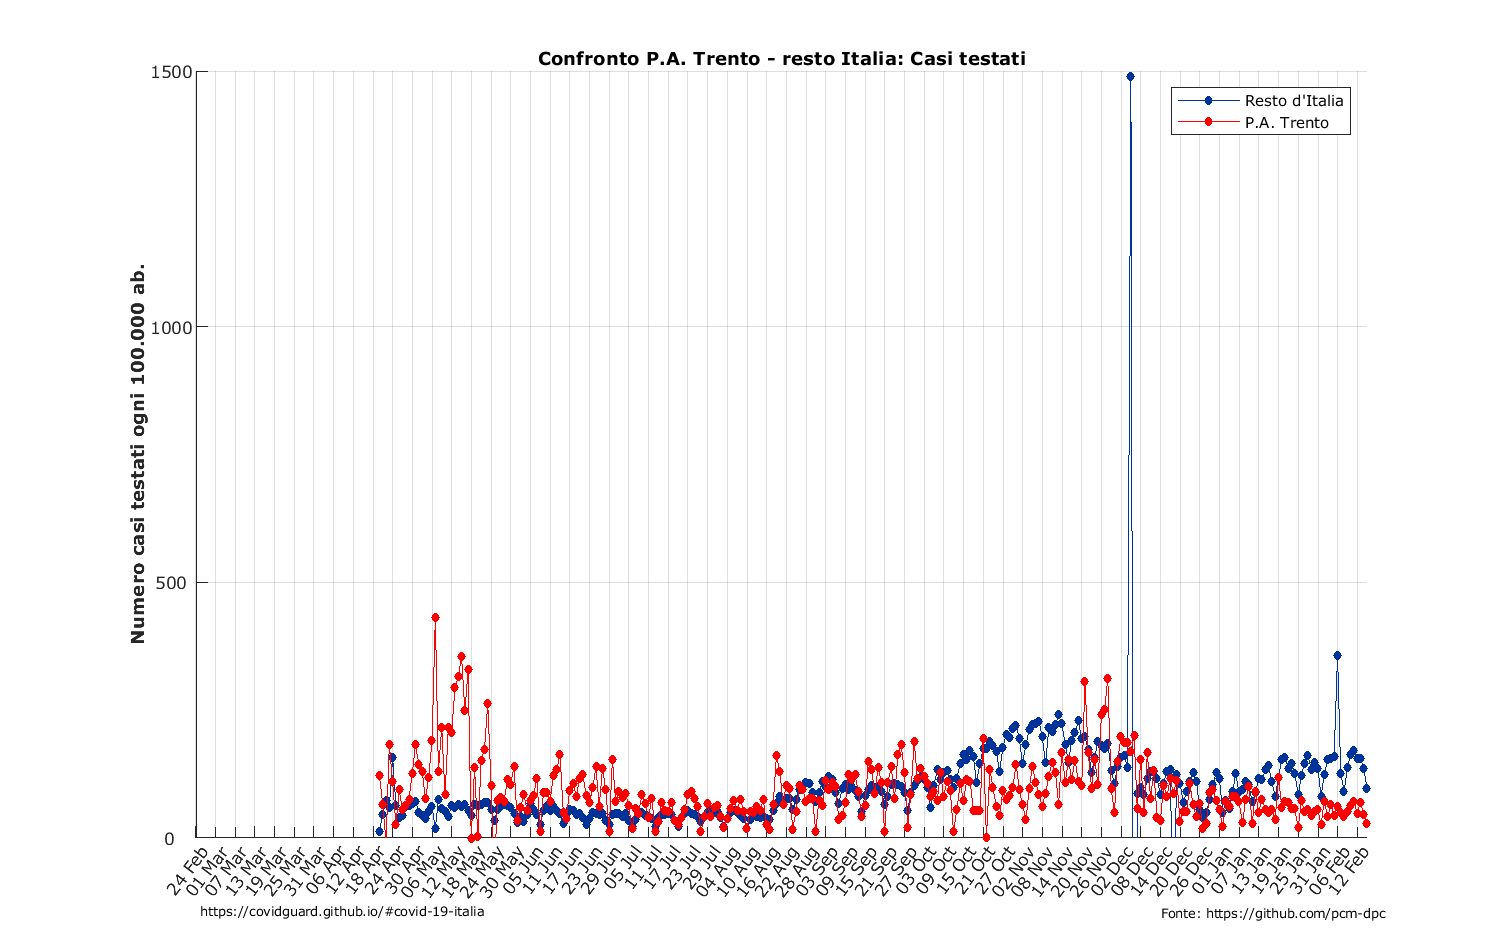 Confronto P.A. Trento - resto Italia: Casi testati
Numero casi testati ogni 100.000 ab.
1500
1000
500
0
Resto d'Italia
P.A. Trento
24 Feb
01 Mar
07 Mar
13 Mar
19 Mar
25 Mar
31 Mar
06 Apr
12 Apr
18 Apr
24 Apr
30 Apr
06 May
12 May
18 May
24 May
30 May
05 Jun
11 Jun
17 Jun
23 Jun
29 Jun
05 Jul
11 Jul
17 Jul
23 Jul
29 Jul
04 Aug
10 Aug
16 Aug
22 Aug
28 Aug
03 Sep
09 Sep
15 Sep
21 Sep
27 Sep
03 Oct
09 Oct
15 Oct
21 Oct
27 Oct
02 Nov
08 Nov
14 Nov
20 Nov
26 Nov
02 Dec
08 Dec
14 Dec
20 Dec
26 Dec
01 Jan
07 Jan
13 Jan
19 Jan
25 Jan
31 Jan
06 Feb
12 Feb
https://covidguard.github.io/#covid-19-italia
Fonte: https://github.com/pcm-dpc